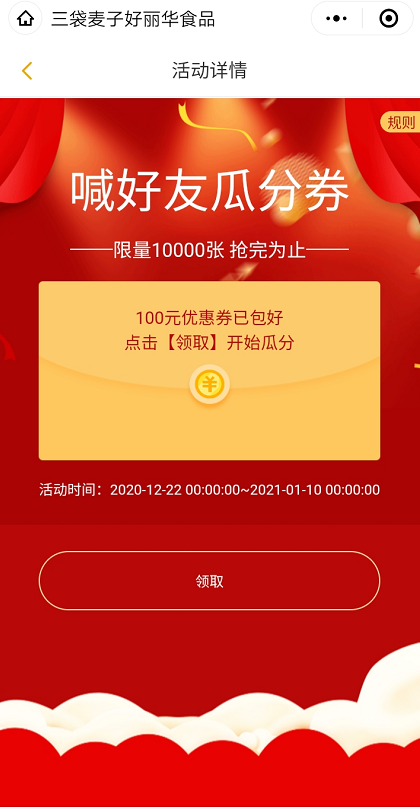 三袋麦子好丽华食品
活动详情
规则
喊好友瓜分券
限量10000张 抢完为止
100元优惠券已包好
点击【领取】开始瓜分
¥
活动时间：2020-12-22 00:00:00~2021-01-10 00:00:00
领取